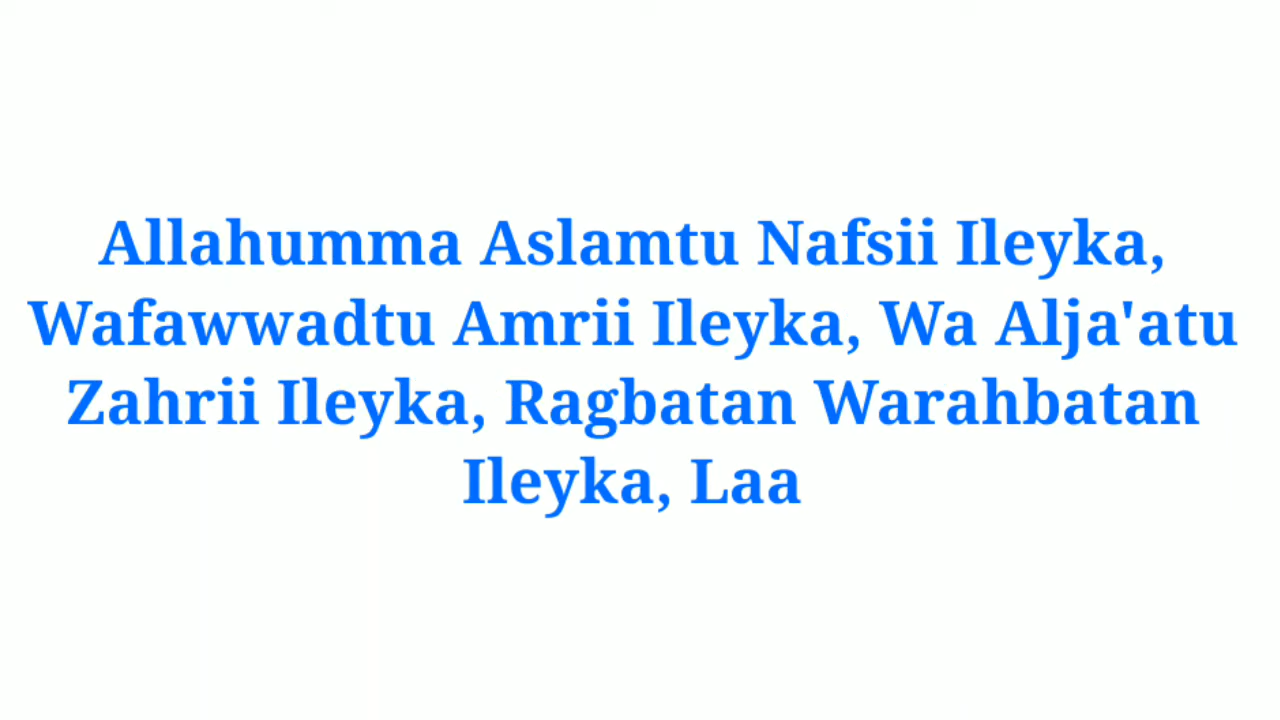 Allahumma Aslamtu Nafsii Ileyka,
Wafawwadtu Amrii Ileyka, Wa Alja'atu
Zahrii Ileyka, Ragbatan Warahbatan
Ileyka, Laa